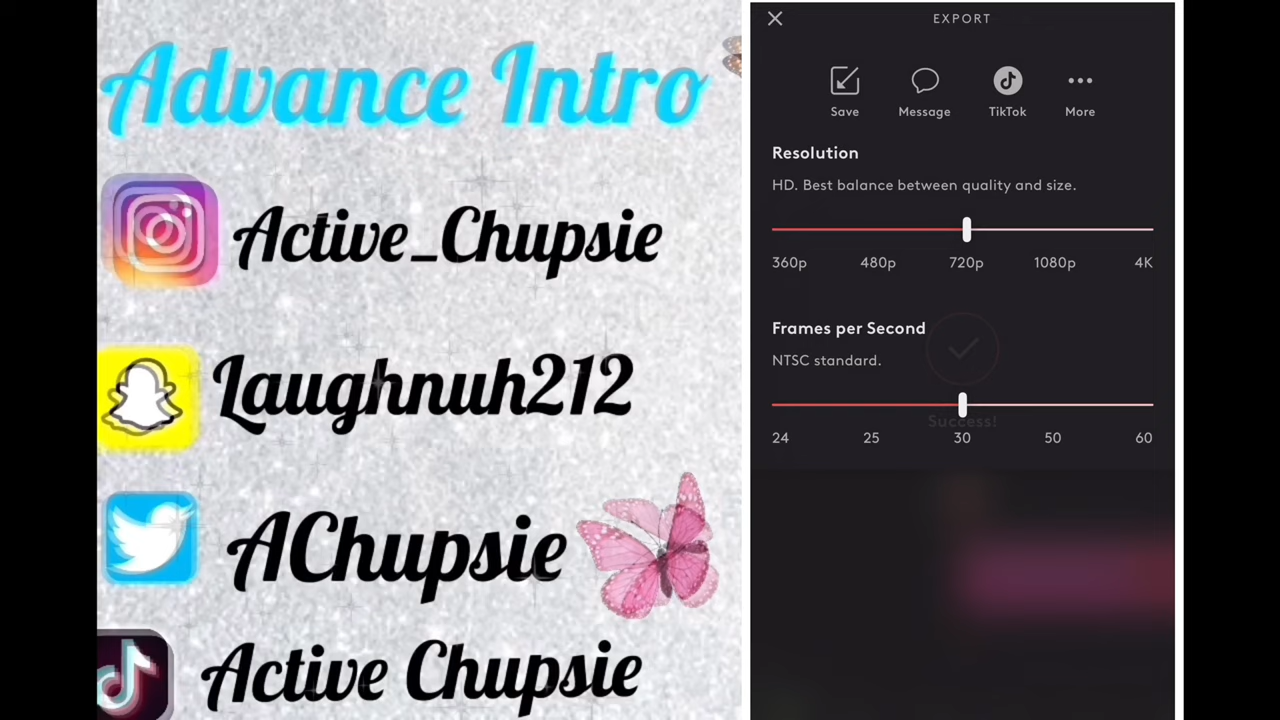 Advance Intro
Active_Chupsie
Laughnuh212
AChupsie
Active Chupsie
EXPORT
Save Message TikTok More
Resolution
HD. Best balance between quality and size.
360p 480p 720p 1080p 4K
Frames per Second
NTSC standard.
Success!
24 25 30 50 60